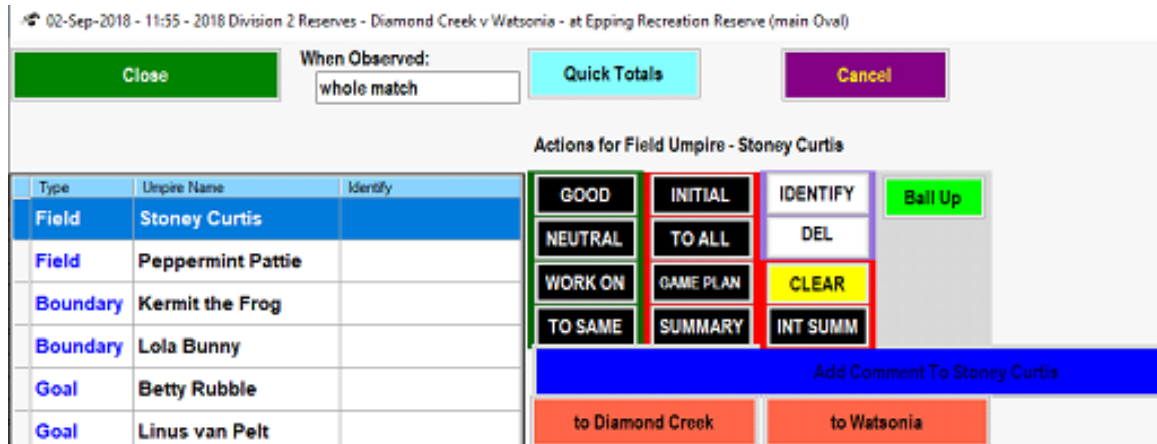 02-Sep-2018 - 11:55 - 2018 Division 2 Reserves - Diamond Creek v Watsonia - at Epping Recreation Reserve (main Oval)
Close
When Observed:
whole match
Quick Totals
Cancel
Actions for Field Umpire - Stoney Curtis
Type Umpire Name Identify
Field Stoney Curtis
Field Peppermint Pattie
Boundary Kermit the Frog
Boundary Lola Bunny
Goal Betty Rubble
Goal Linus van Pelt
GOOD INITIAL IDENTIFY Ball Up
NEUTRAL TO ALL DEL
WORK ON GAME PLAN CLEAR
TO SAME SUMMARY INT SUMM
Add Comment To Stoney Curtis
to Diamond Creek to Watsonia